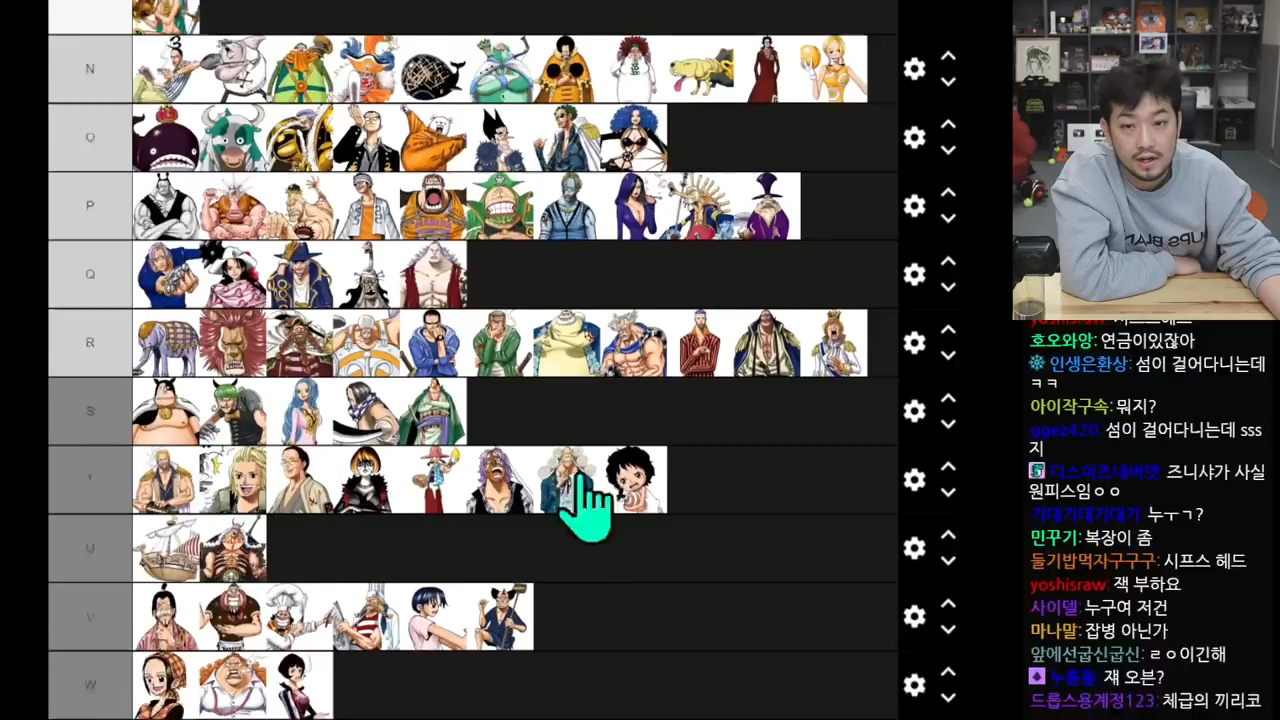 N
O
P
Q
R
S
T
U
V
W
호오와앙: 연금이있잖아
인생은환상: 섬이 걸어다니는데
ㅋㅋ
아이작구속: 뭐지?
ggez420: 섬이 걸어다니는데 sss
지
디스이즈네버뎃: 즈니샤가 사실
원피스임ㅇㅇ
기대기대기대기: 누ㅜㄱ?
민꾸기: 복장이 좀
둘기밥먹자구구구: 시프스 헤드
yoshisraw: 잭 부하요
사이델: 누구여 저건
마나말: 잡병 아닌가
앞에선굽신굽신: ㄹㅇ이긴해
누름돌: 쟤 오븐?
드롭스용계정123: 체급의 끼리코